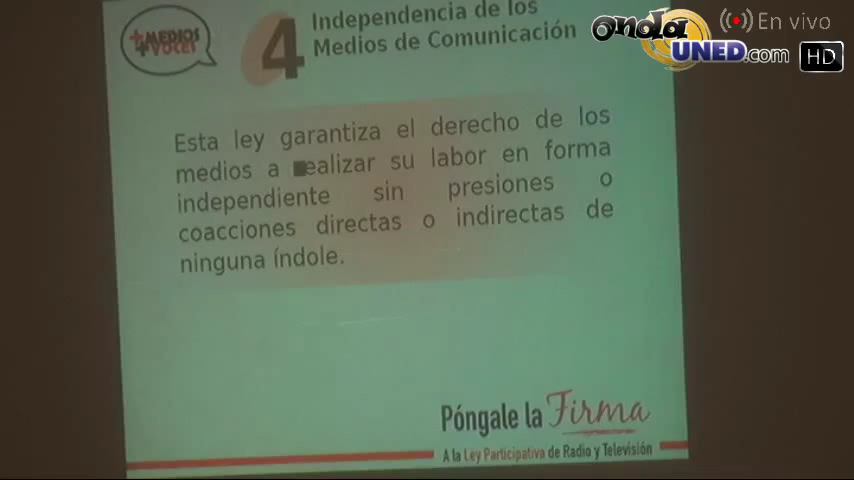 +MEDIOS
+VOCES
4
Independencia de los
Medios de Comunicación
onda
UNED.com
En vivo
HD
Esta ley garantiza el derecho de los
medios a realizar su labor en forma
independiente sin presiones o
coacciones directas o indirectas de
ninguna índole.
Póngale la Firma
A la Ley Participativa de Radio y Televisión